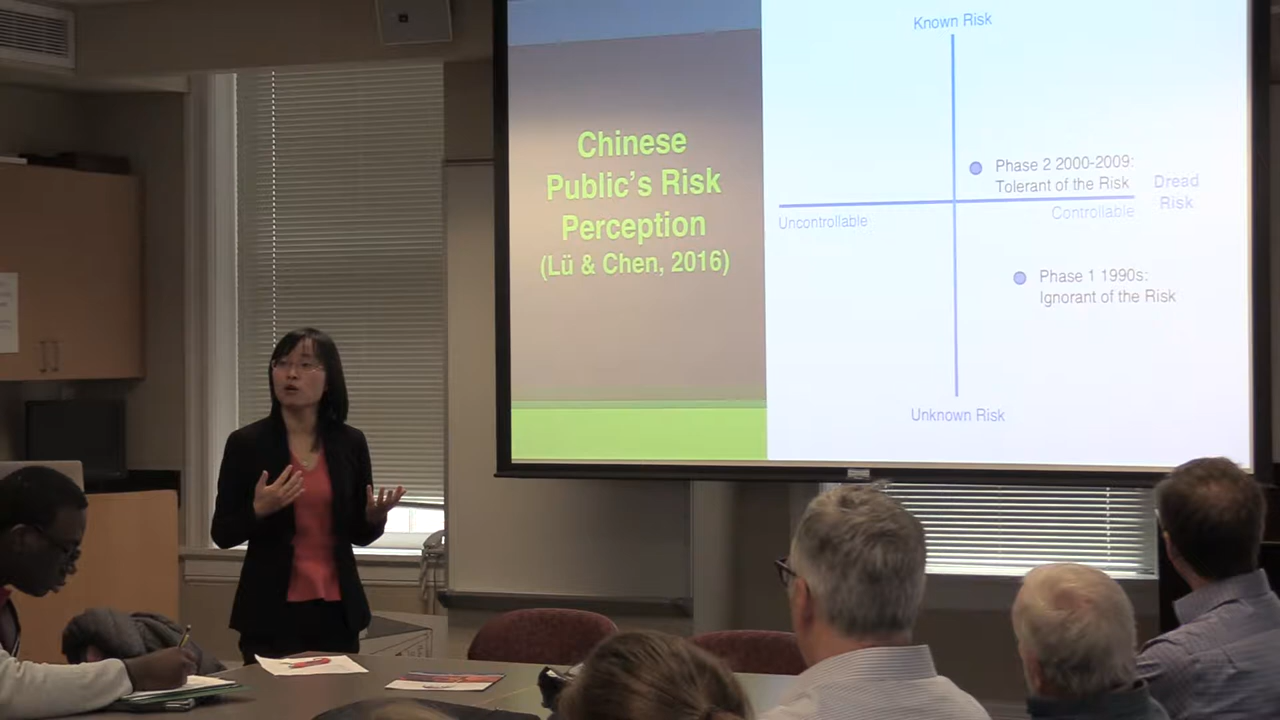 Chinese
Public's Risk
Perception
(Lü & Chen, 2016)
Known Risk
Phase 2 2000-2009:
Tolerant of the Risk
Dread
Risk
Uncontrollable
Controllable
Phase 1 1990s:
Ignorant of the Risk
Unknown Risk